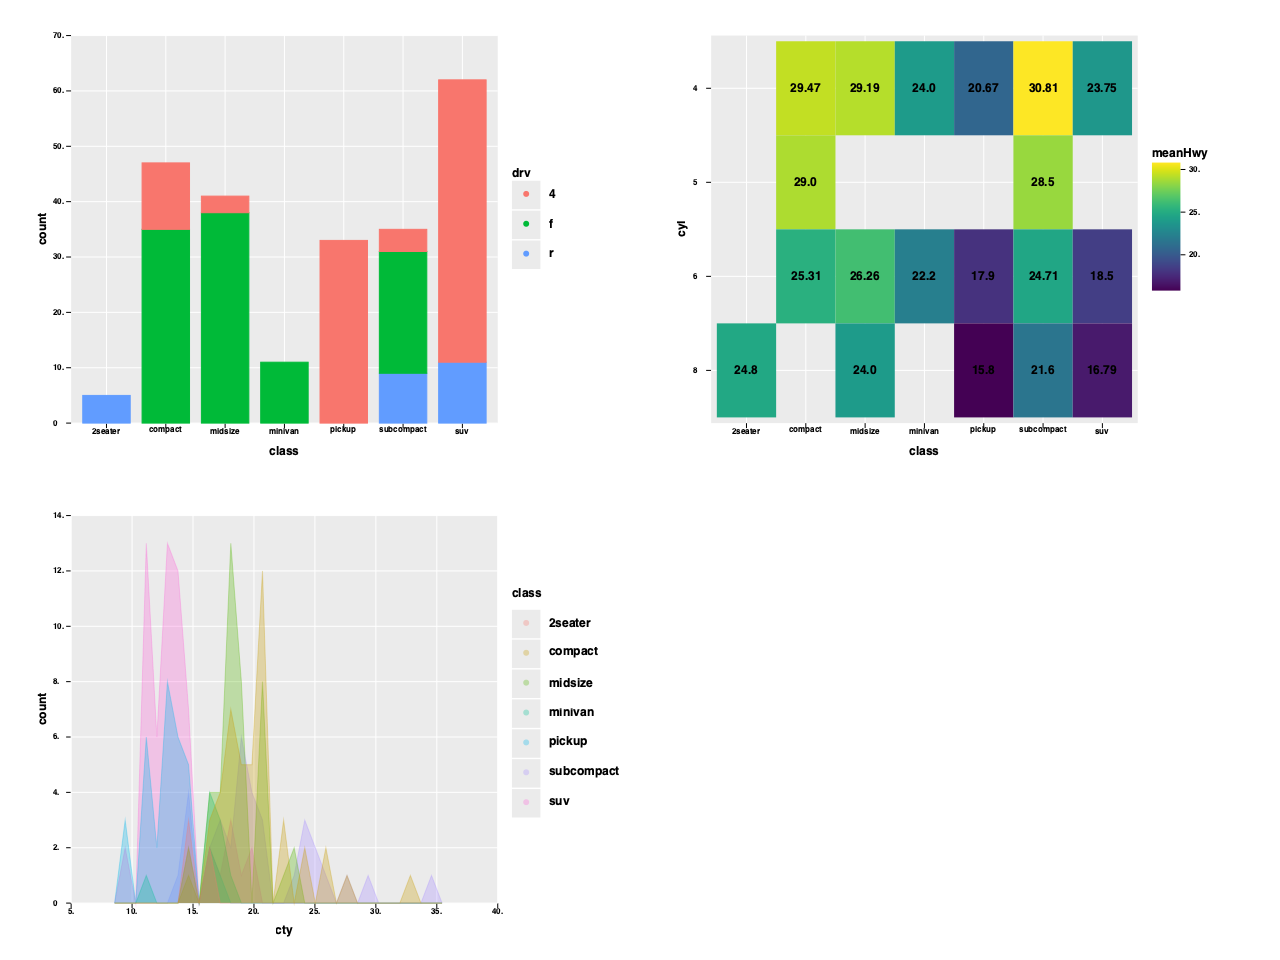 70.
60.
50.
40.
30.
20.
10.
0
count
2seater compact midsize minivan pickup subcompact suv
class
drv
4
f
r
4
5
6
8
cyl
29.47 29.19 24.0 20.67 30.81 23.75
29.0 28.5
25.31 26.26 22.2 17.9 24.71 18.5
24.8 24.0 15.8 21.6 16.79
2seater compact midsize minivan pickup subcompact suv
class
meanHwy
30.
25.
20.
14.
12.
10.
8.
6.
4.
2.
0
count
5. 10. 15. 20. 25. 30. 35. 40.
cty
class
2seater
compact
midsize
minivan
pickup
subcompact
suv